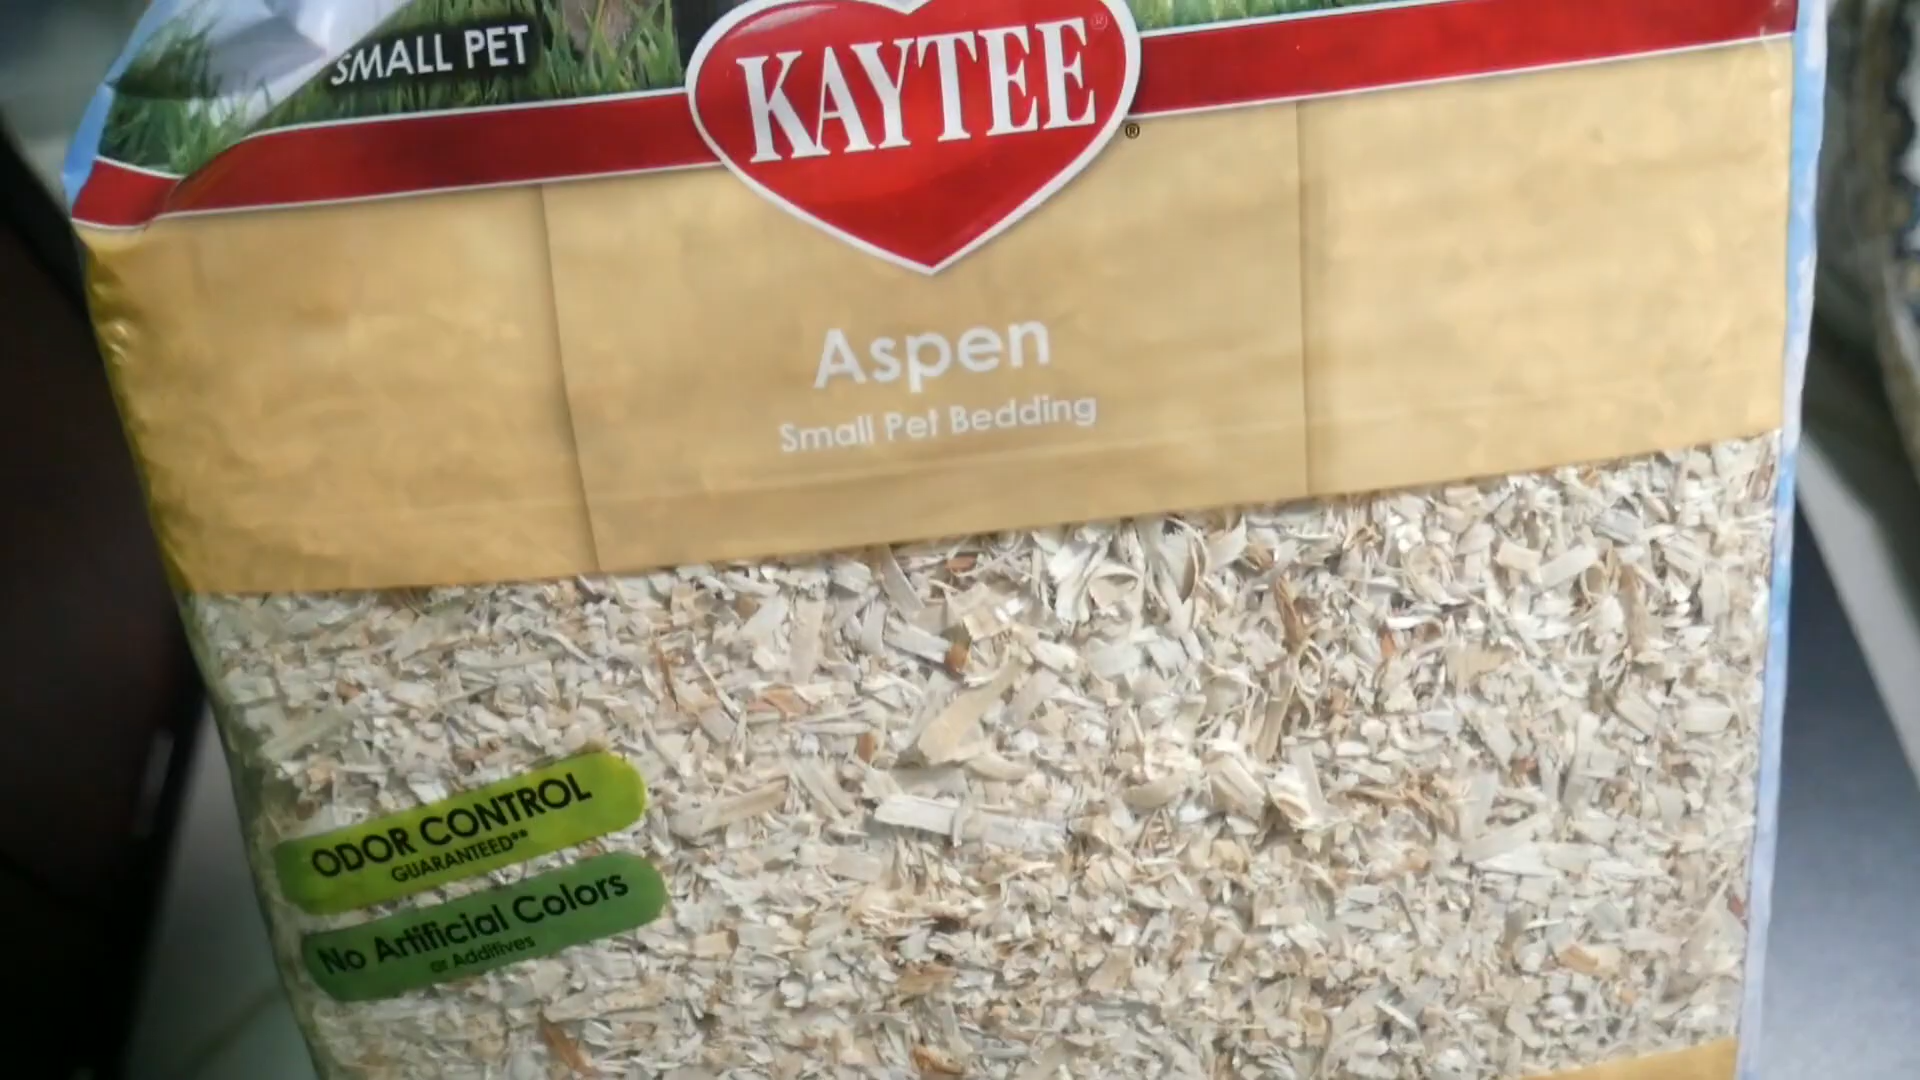 SMALL PET
KAYTEE®
Aspen
Small Pet Bedding
ODOR CONTROL
GUARANTEED**
No Artificial Colors
or Additives